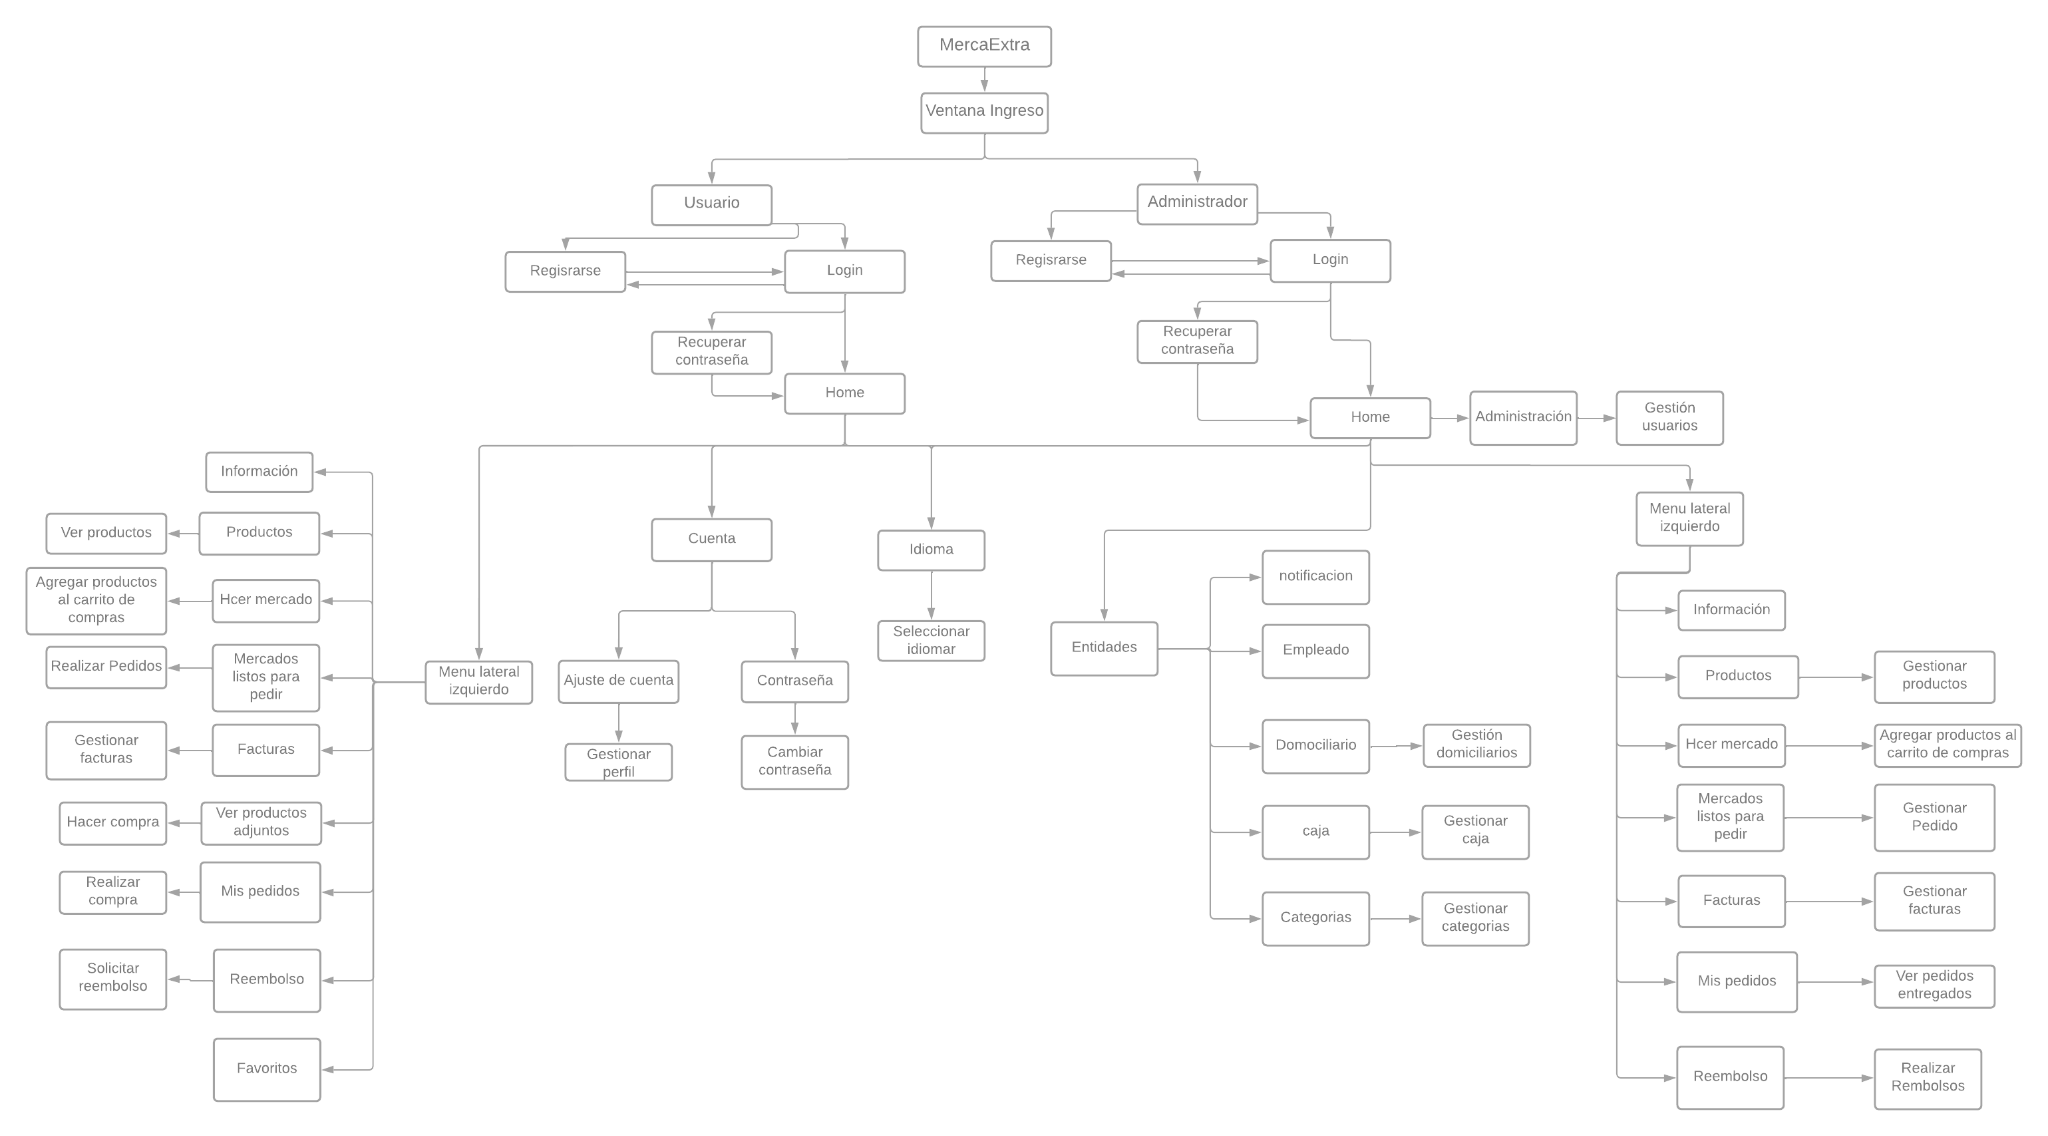 MercaExtra
Ventana Ingreso
Usuario
Administrador
Regisrarse
Login
Regisrarse
Login
Recuperar
contraseña
Home
Recuperar
contraseña
Home
Administración
Gestión
usuarios
Información
Ver productos
Productos
Agregar productos
al carrito de
compras
Hcer mercado
Realizar Pedidos
Mercados
listos para
pedir
Gestionar
facturas
Facturas
Hacer compra
Ver productos
adjuntos
Realizar
compra
Mis pedidos
Solicitar
reembolso
Reembolso
Favoritos
Menu lateral
izquierdo
Cuenta
Ajuste de cuenta
Contraseña
Gestionar
perfil
Cambiar
contraseña
Idioma
Seleccionar
idiomar
Entidades
notificacion
Empleado
Domociliario
Gestión
domiciliarios
caja
Gestionar
caja
Categorias
Gestionar
categorias
Menu lateral
izquierdo
Información
Productos
Gestionar
productos
Hcer mercado
Agregar productos al
carrito de compras
Mercados
listos para
pedir
Gestionar
Pedido
Facturas
Gestionar
facturas
Mis pedidos
Ver pedidos
entregados
Reembolso
Realizar
Rembolsos